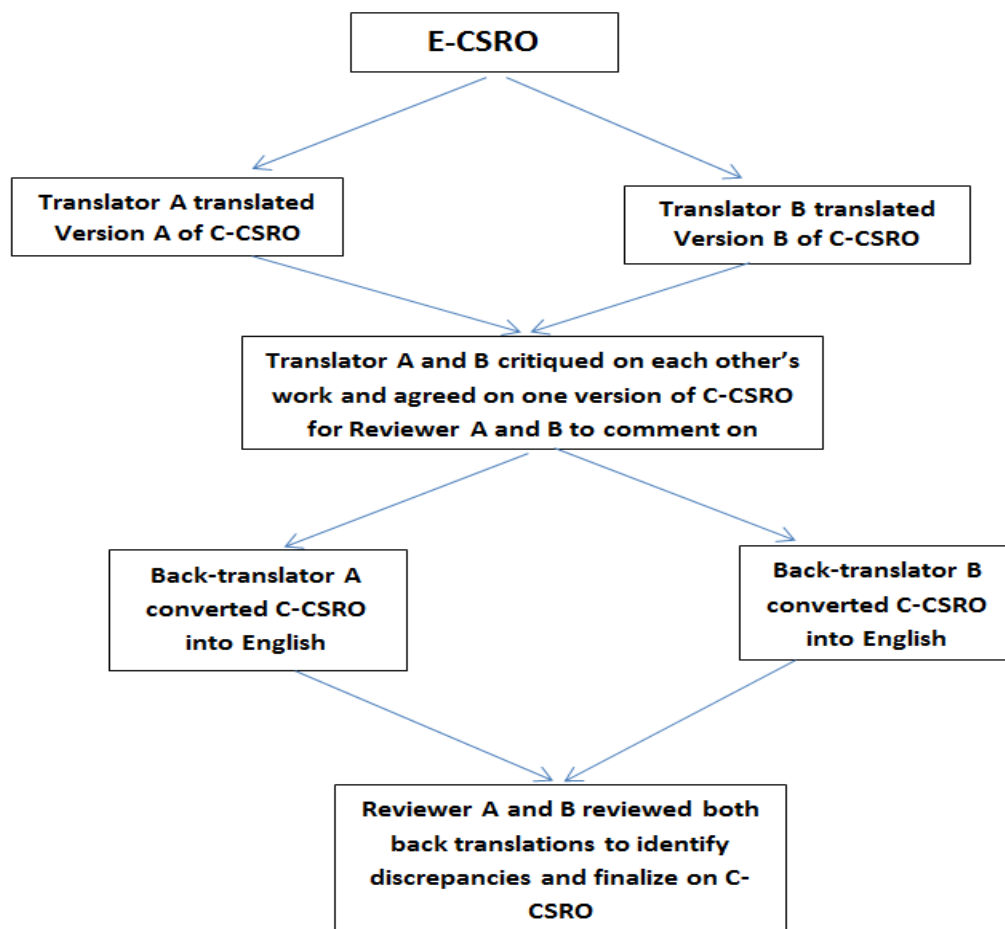 E-CSRO
Translator A translated
Version A of C-CSRO
Translator B translated
Version B of C-CSRO
Translator A and B critiqued on each other’s
work and agreed on one version of C-CSRO
for Reviewer A and B to comment on
Back-translator A
converted C-CSRO
into English
Back-translator B
converted C-CSRO
into English
Reviewer A and B reviewed both
back translations to identify
discrepancies and finalize on C-
CSRO